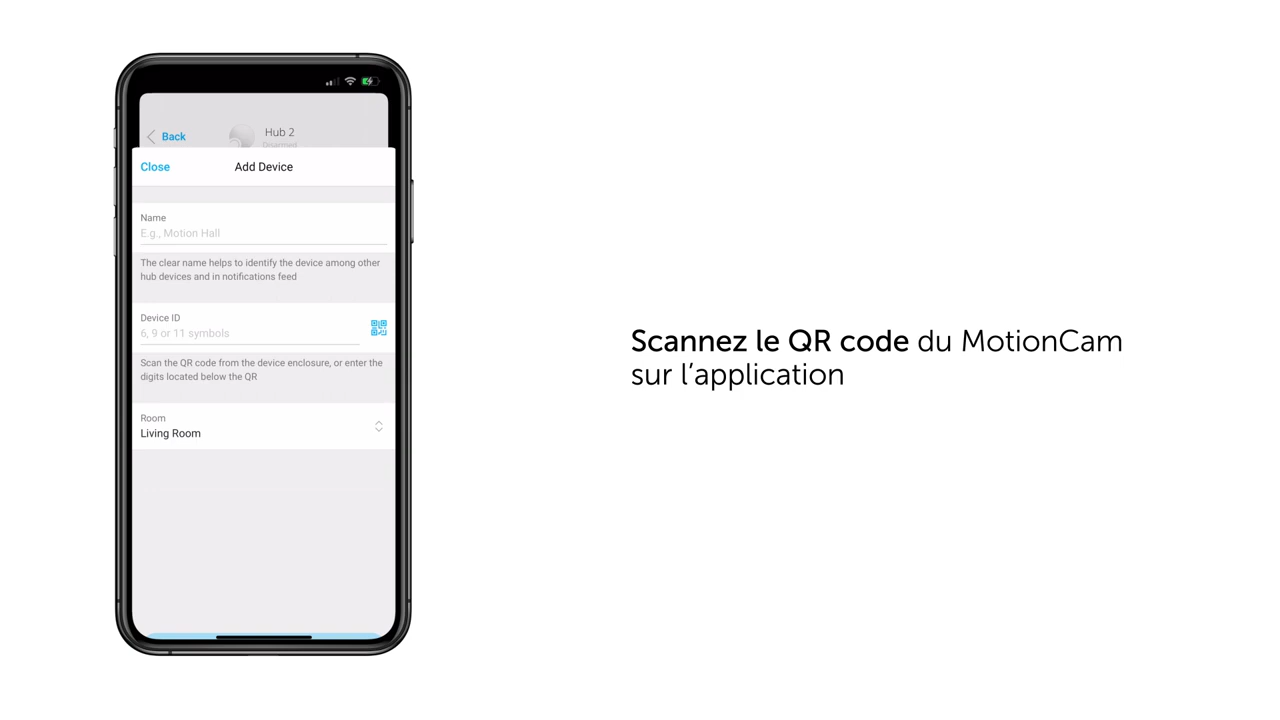 Back
Hub 2
Disarmed
Close
Add Device
Name
E.g., Motion Hall
The clear name helps to identify the device among other
hub devices and in notifications feed
Device ID
6, 9 or 11 symbols
Scan the QR code from the device enclosure, or enter the
digits located below the QR
Room
Living Room
Scannez le QR code du MotionCam
sur l’application